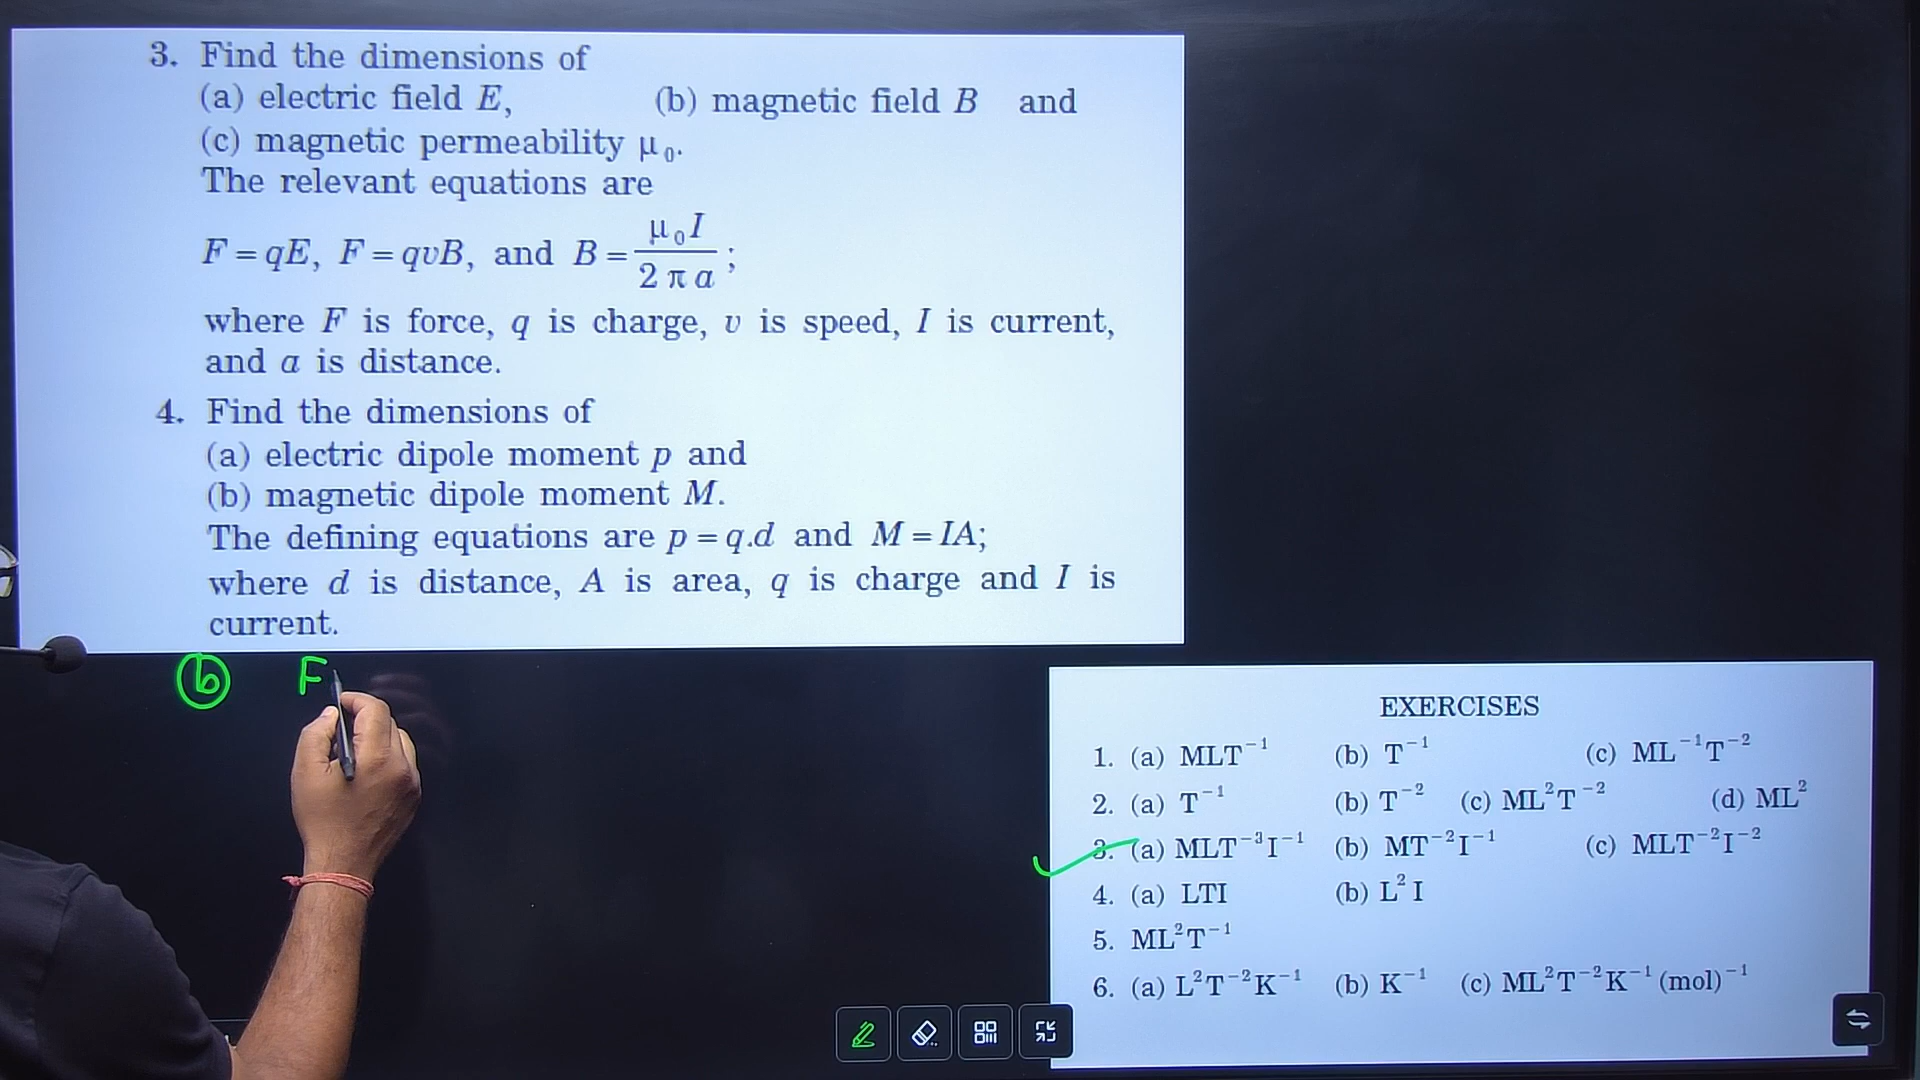 3. Find the dimensions of
(a) electric field E, (b) magnetic field B and
(c) magnetic permeability μ₀.
The relevant equations are
F = qE, F = qvB, and B = μ₀I / 2 π a ;
where F is force, q is charge, v is speed, I is current,
and a is distance.
4. Find the dimensions of
(a) electric dipole moment p and
(b) magnetic dipole moment M.
The defining equations are p = q.d and M = IA;
where d is distance, A is area, q is charge and I is
current.
b F
EXERCISES
1. (a) MLT⁻¹ (b) T⁻¹ (c) ML⁻¹T⁻²
2. (a) T⁻¹ (b) T⁻² (c) ML²T⁻² (d) ML²
3. (a) MLT⁻³I⁻¹ (b) MT⁻²I⁻¹ (c) MLT⁻²I⁻²
4. (a) LTI (b) L²I
5. ML²T⁻¹
6. (a) L²T⁻²K⁻¹ (b) K⁻¹ (c) ML²T⁻²K⁻¹(mol)⁻¹